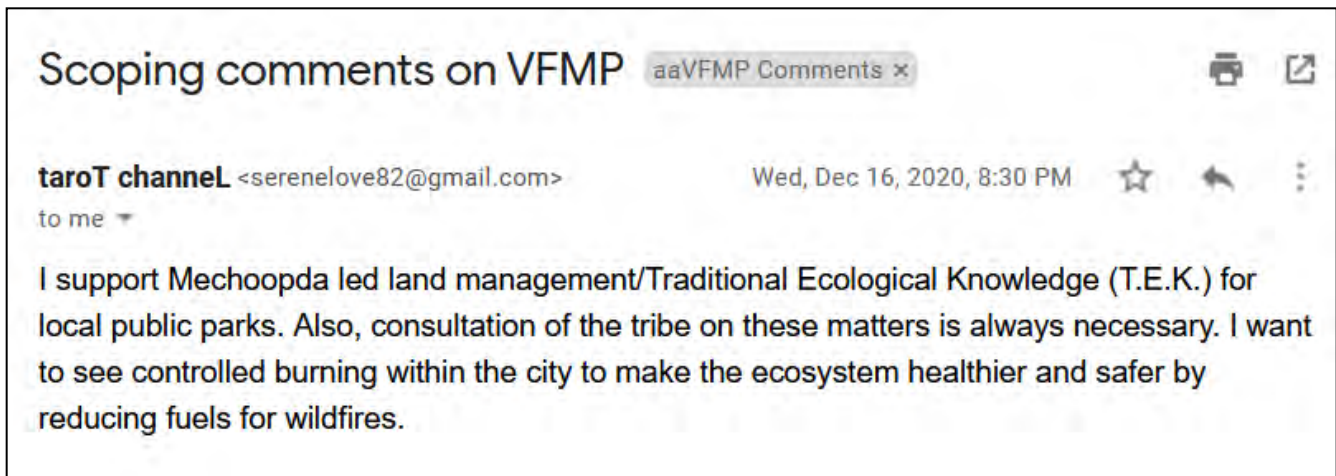 Scoping comments on VFMP aaVFMP Comments ×
taroT channeL <serenelove82@gmail.com> Wed, Dec 16, 2020, 8:30 PM
to me
I support Mechoopda led land management/Traditional Ecological Knowledge (T.E.K.) for
local public parks. Also, consultation of the tribe on these matters is always necessary. I want
to see controlled burning within the city to make the ecosystem healthier and safer by
reducing fuels for wildfires.